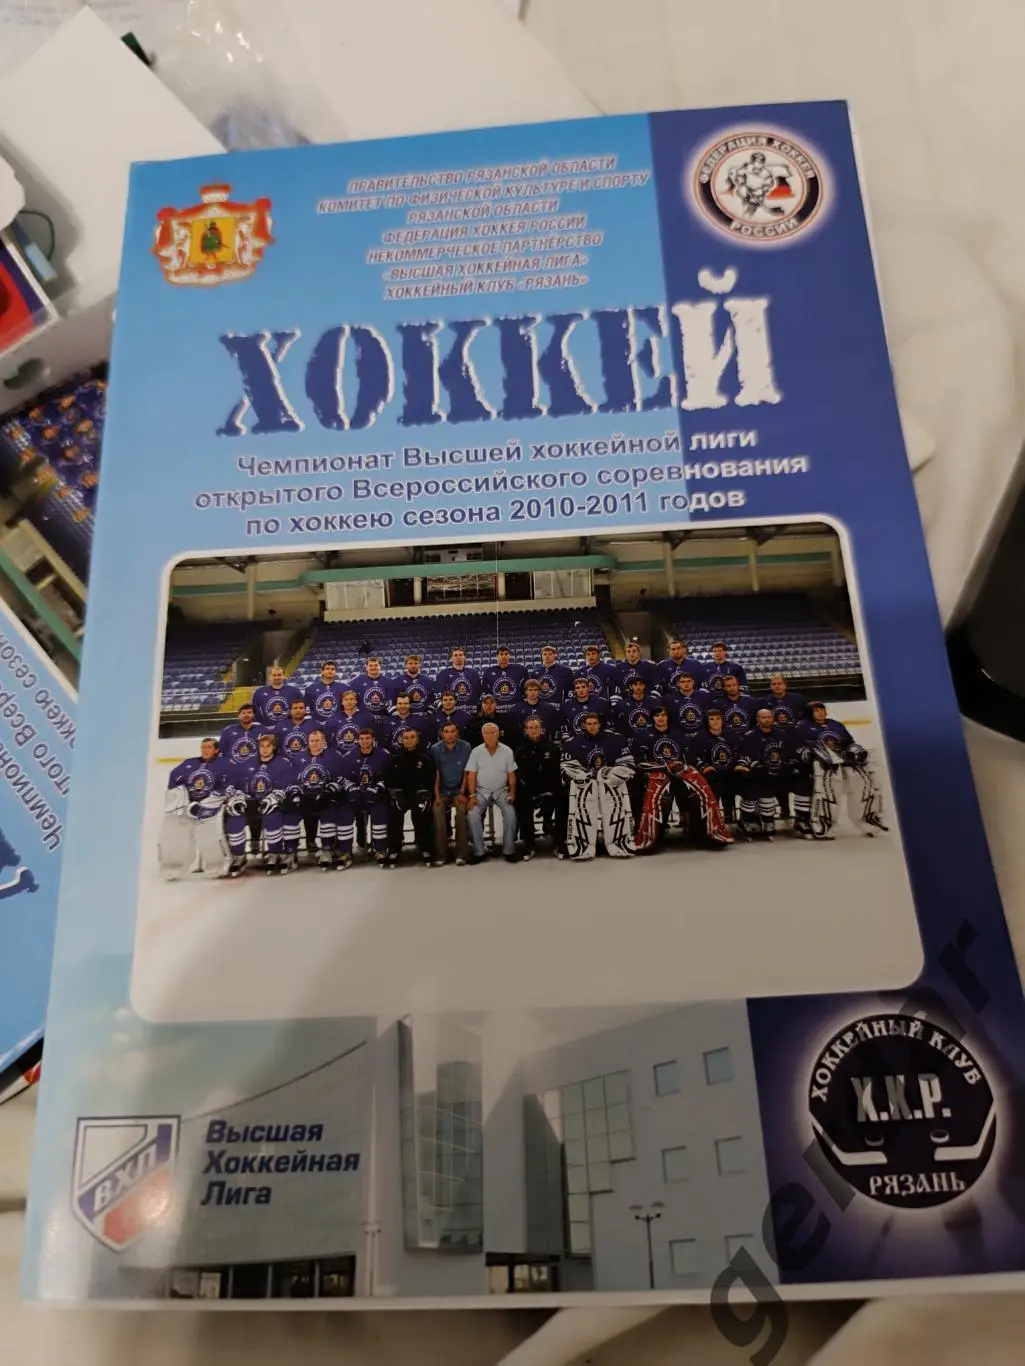 ПРАВИТЕЛЬСТВО РЯЗАНСКОЙ ОБЛАСТИ
КОМИТЕТ ПО ФИЗИЧЕСКОЙ КУЛЬТУРЕ И СПОРТУ
РЯЗАНСКОЙ ОБЛАСТИ
ФЕДЕРАЦИЯ ХОККЕЯ РОССИИ
НЕКОММЕРЧЕСКОЕ ПАРТНЁРСТВО
«ВЫСШАЯ ХОККЕЙНАЯ ЛИГА»
ХОККЕЙНЫЙ КЛУБ «РЯЗАНЬ»
ФЕДЕРАЦИЯ ХОККЕЯ
РОССИИ
ХОККЕЙ
Чемпионат Высшей хоккейной лиги
открытого Всероссийского соревнования
по хоккею сезона 2010-2011 годов
ВХЛ
Высшая
Хоккейная
Лига
ХОККЕЙНЫЙ КЛУБ
Х.К.Р.
РЯЗАНЬ